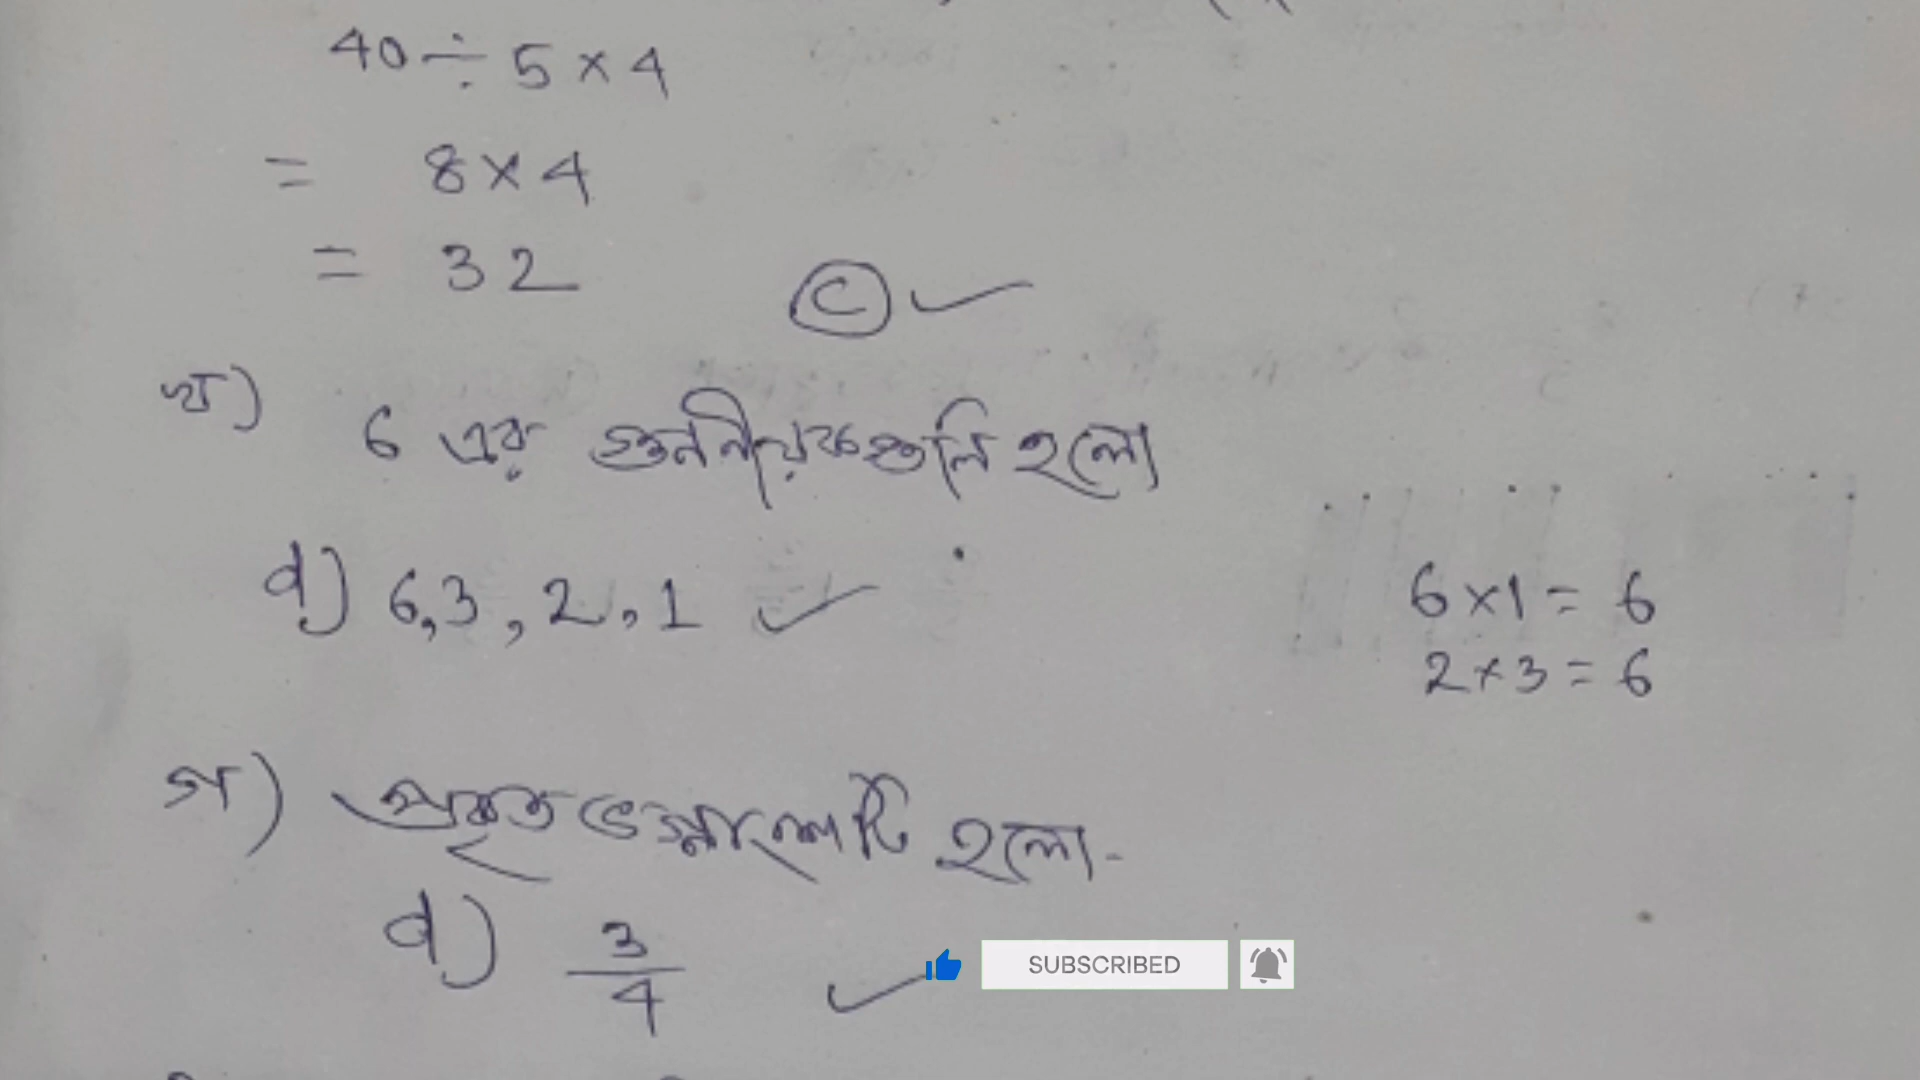 40 ÷ 5 × 4
= 8 × 4
= 32
C ✓
খ) 6 এর গুননীয়কগুলি হলো
d) 6, 3, 2, 1 ✓
6 × 1 = 6
2 × 3 = 6
গ) প্রকৃত ভগ্নাংশটি হলো-
d) 3/4 ✓
SUBSCRIBED